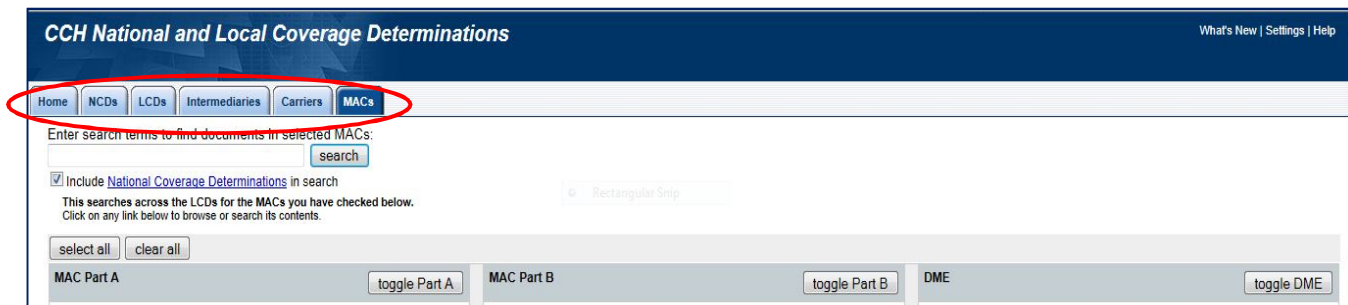 CCH National and Local Coverage Determinations
What's New | Settings | Help
Home NCDs LCDs Intermediaries Carriers MACs
Enter search terms to find documents in selected MACs:
search
Include National Coverage Determinations in search
Rectangular Snip
This searches across the LCDs for the MACs you have checked below.
Click on any link below to browse or search its contents.
select all clear all
MAC Part A toggle Part A MAC Part B toggle Part B DME toggle DME